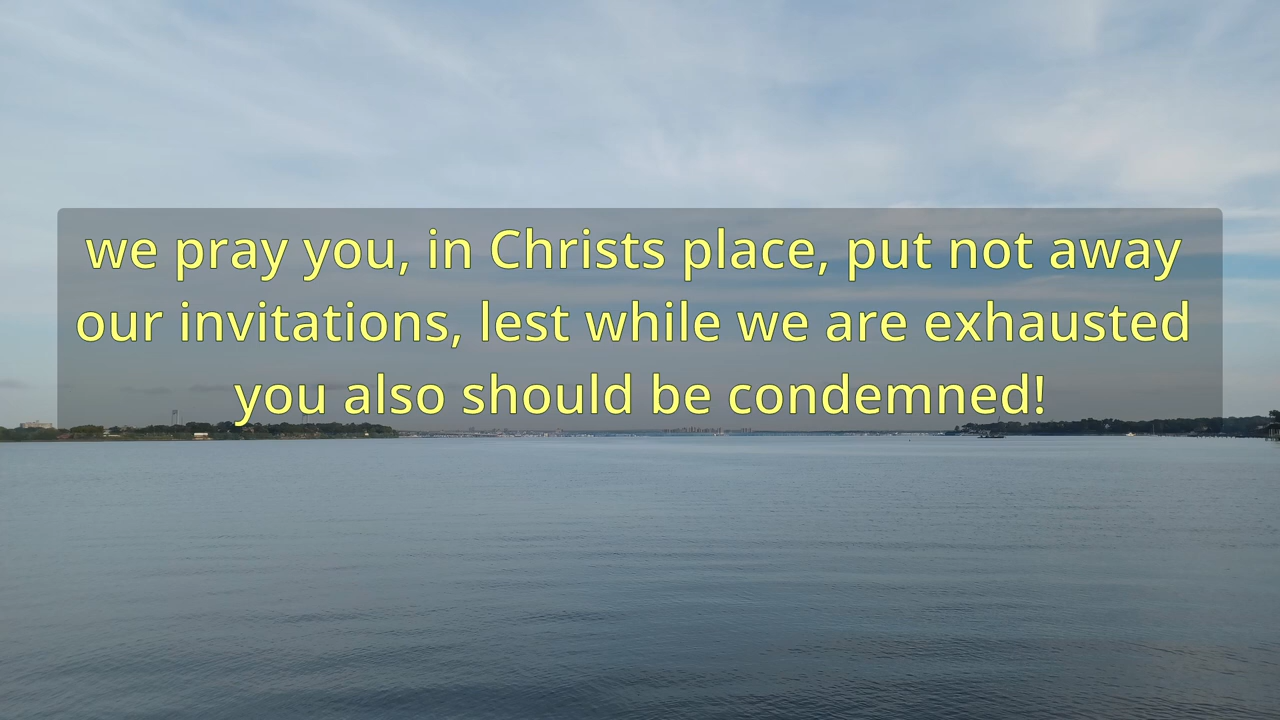 we pray you, in Christs place, put not away
our invitations, lest while we are exhausted
you also should be condemned!